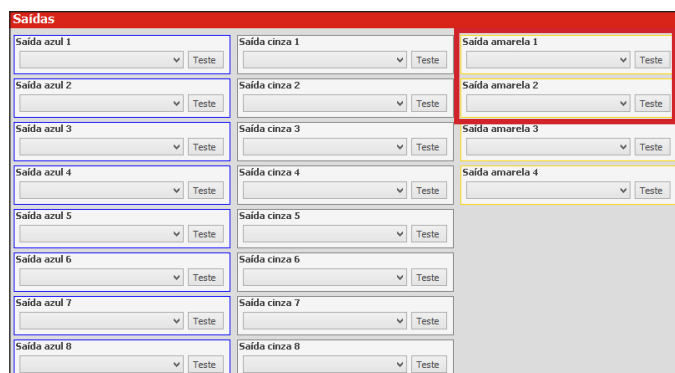 Saídas
Saída azul 1 Saída cinza 1 Saída amarela 1
Teste Teste Teste
Saída azul 2 Saída cinza 2 Saída amarela 2
Teste Teste Teste
Saída azul 3 Saída cinza 3 Saída amarela 3
Teste Teste Teste
Saída azul 4 Saída cinza 4 Saída amarela 4
Teste Teste Teste
Saída azul 5 Saída cinza 5
Teste Teste
Saída azul 6 Saída cinza 6
Teste Teste
Saída azul 7 Saída cinza 7
Teste Teste
Saída azul 8 Saída cinza 8
Teste Teste